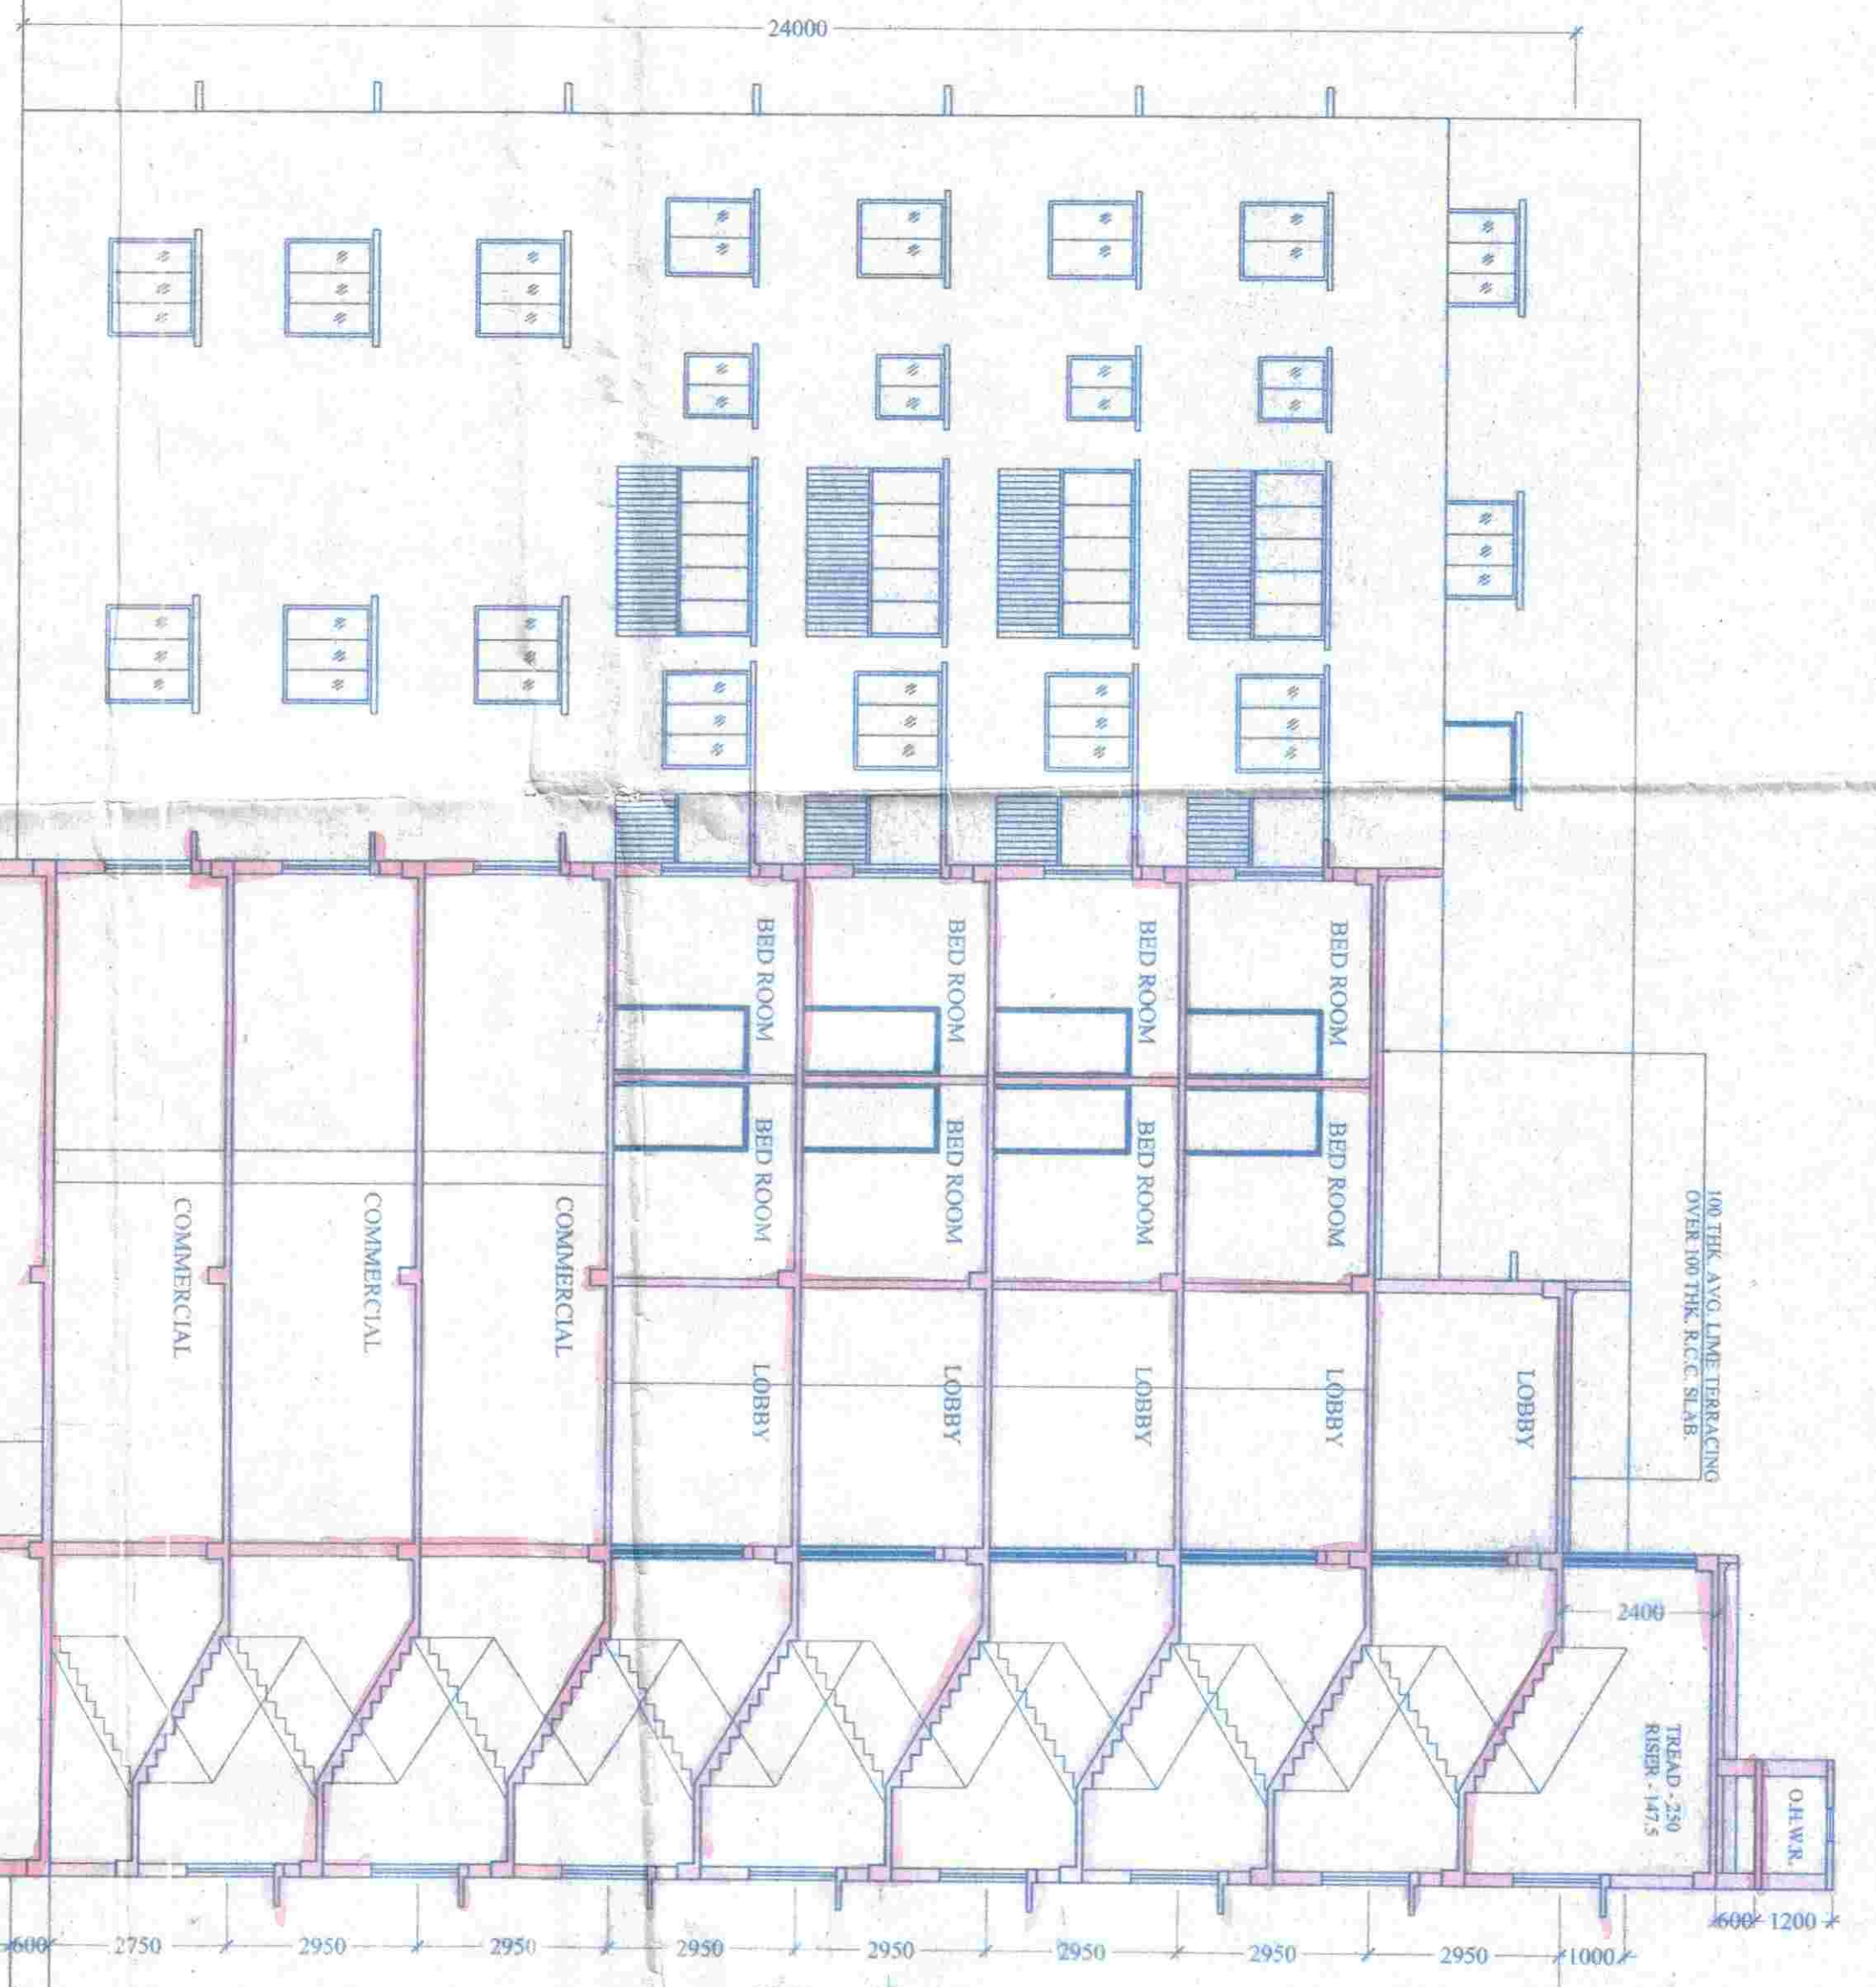 24000
BED ROOM
BED ROOM
BED ROOM
BED ROOM
BED ROOM
BED ROOM
BED ROOM
BED ROOM
COMMERCIAL
COMMERCIAL
COMMERCIAL
LOBBY
LOBBY
LOBBY
LOBBY
LOBBY
100 THK. AVG. LIME TERRACING
OVER 100 THK. R.C.C. SLAB.
2400
TREAD - 250
RISER - 147.5
O.H.W.R.
600
1200
600
2750
2950
2950
2950
2950
2950
2950
2950
1000